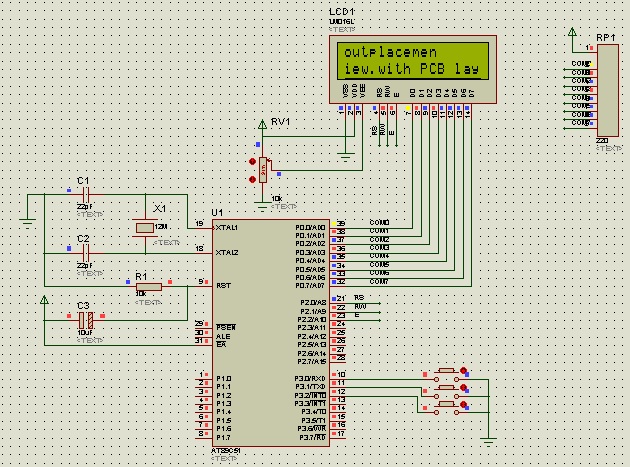 LCD1
LM016L
<TEXT>
outplacemen
iew.with PCB lay
VSS
VDD
VEE
RS
RW
E
D0
D1
D2
D3
D4
D5
D6
D7
1
2
3
4
5
6
7
8
9
10
11
12
13
14
RS
RW
E
RP1
1
220
<TEXT>
RV1
10k
<TEXT>
C1
22pF
<TEXT>
X1
12M
<TEXT>
C2
22pF
<TEXT>
R1
10k
<TEXT>
C3
10uF
<TEXT>
U1
19 XTAL1
18 XTAL2
9 RST
29 PSEN
30 ALE
31 EA
1 P1.0
2 P1.1
3 P1.2
4 P1.3
5 P1.4
6 P1.5
7 P1.6
8 P1.7
P0.0/AD0 39 COM0
P0.1/AD1 38 COM1
P0.2/AD2 37 COM2
P0.3/AD3 36 COM3
P0.4/AD4 35 COM4
P0.5/AD5 34 COM5
P0.6/AD6 33 COM6
P0.7/AD7 32 COM7
P2.0/A8 21 RS
P2.1/A9 22 RW
P2.2/A10 23 E
P2.3/A11 24
P2.4/A12 25
P2.5/A13 26
P2.6/A14 27
P2.7/A15 28
P3.0/RXD 10
P3.1/TXD 11
P3.2/INT0 12
P3.3/INT1 13
P3.4/T0 14
P3.5/T1 15
P3.6/WR 16
P3.7/RD 17
AT89C51
<TEXT>